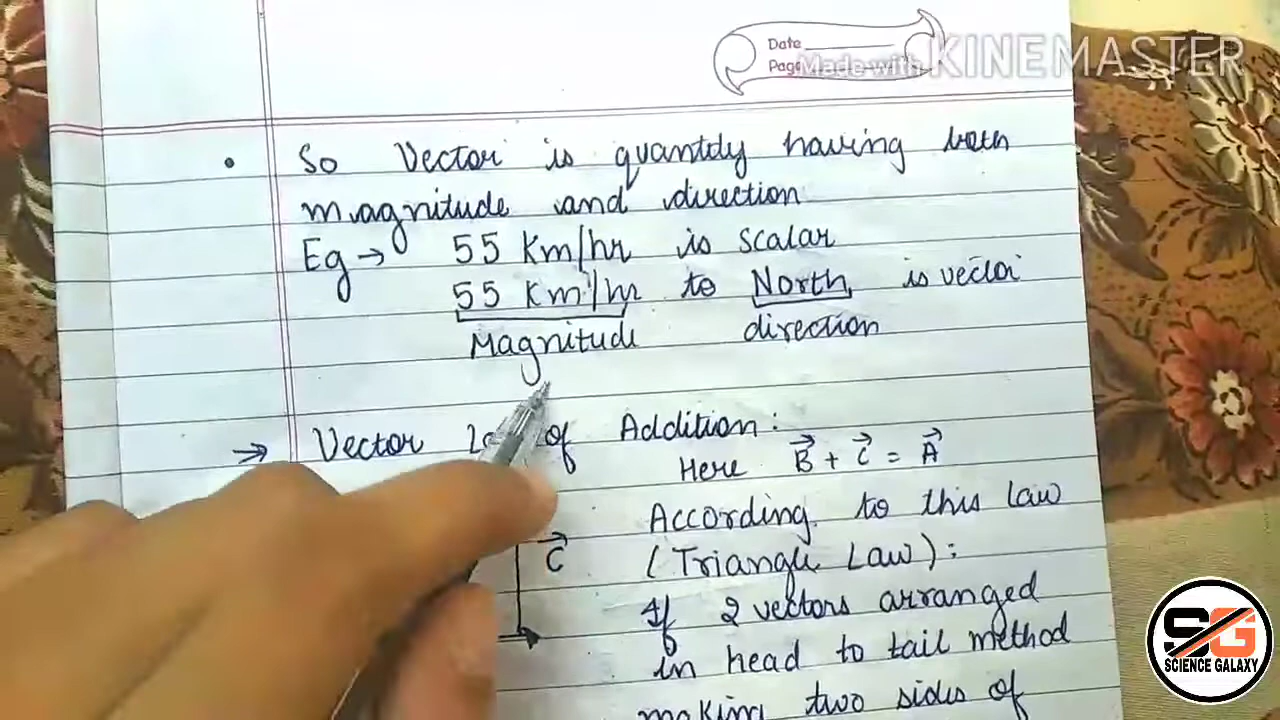 Date
Page
Made with KINEMASTER
• So Vector is quantity having both
magnitude and direction
Eg → 55 Km/hr is scalar
55 Km/hr to North is vector
Magnitude direction
⇒ Vector of Addition:
Here B⃗ + C⃗ = A⃗
According to this Law
C⃗
(Triangle Law):
If 2 vectors arranged
in head to tail method
making two sides of
SG
SCIENCE GALAXY